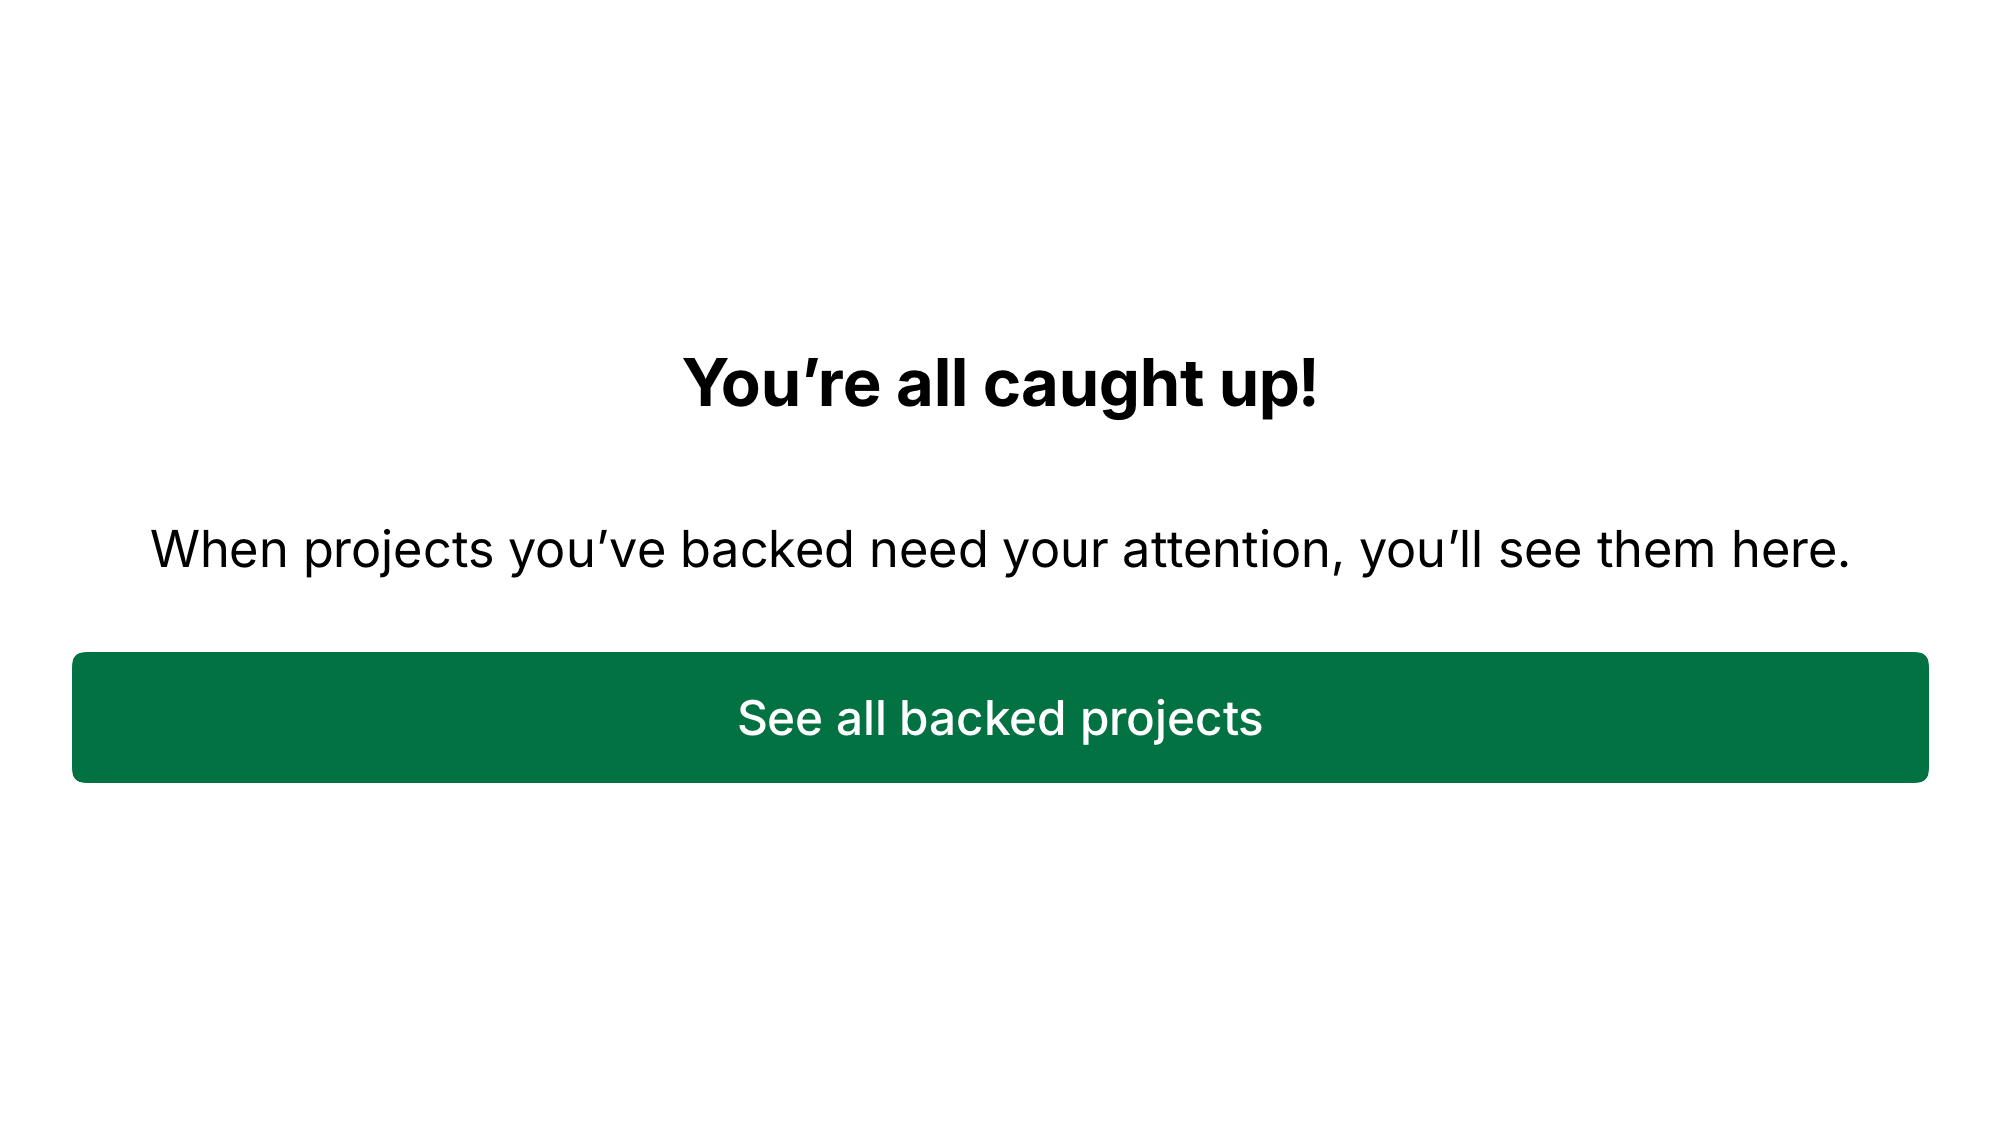 You’re all caught up!
When projects you’ve backed need your attention, you’ll see them here.
See all backed projects